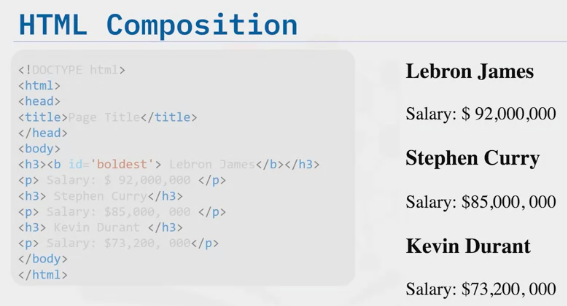 HTML Composition
<!DOCTYPE html>
<html>
<head>
<title>Page Title</title>
</head>
<body>
<h3><b id='boldest'> Lebron James</b></h3>
<p> Salary: $ 92,000,000 </p>
<h3> Stephen Curry</h3>
<p> Salary: $85,000, 000 </p>
<h3> Kevin Durant </h3>
<p> Salary: $73,200, 000</p>
</body>
</html>
Lebron James
Salary: $ 92,000,000
Stephen Curry
Salary: $85,000, 000
Kevin Durant
Salary: $73,200, 000